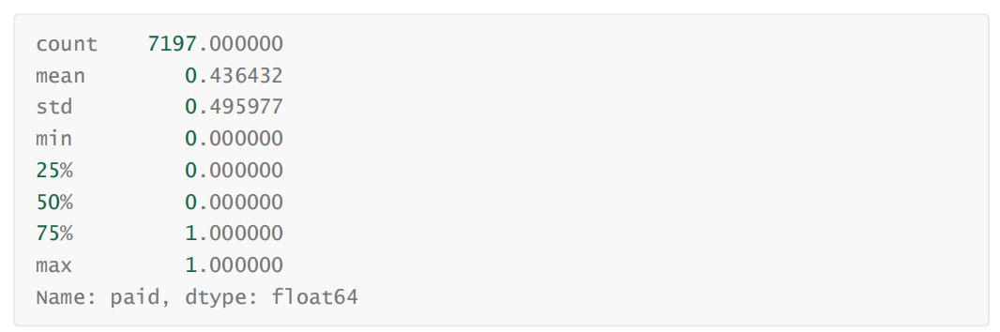 count    7197.000000
mean        0.436432
std         0.495977
min         0.000000
25%         0.000000
50%         0.000000
75%         1.000000
max         1.000000
Name: paid, dtype: float64